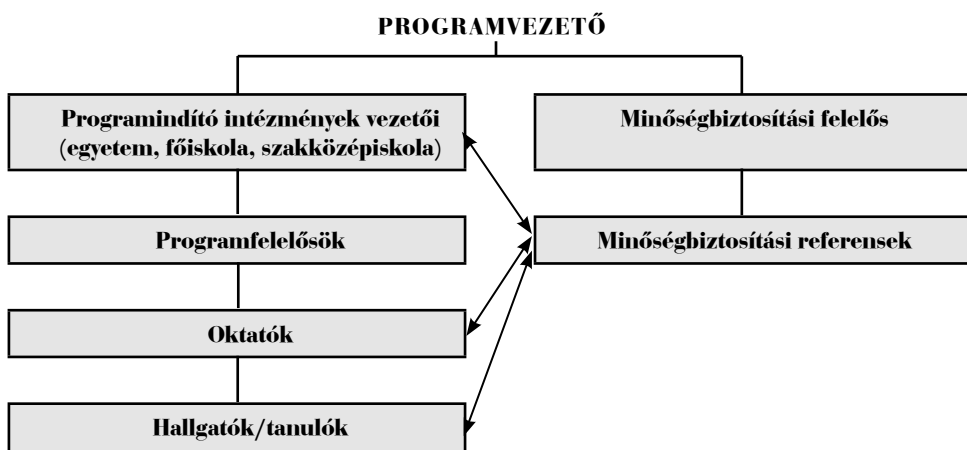 PROGRAMVEZETŐ
Programindító intézmények vezetői
(egyetem, főiskola, szakközépiskola)
Minőségbiztosítási felelős
Programfelelősök
Minőségbiztosítási referensek
Oktatók
Hallgatók/tanulók